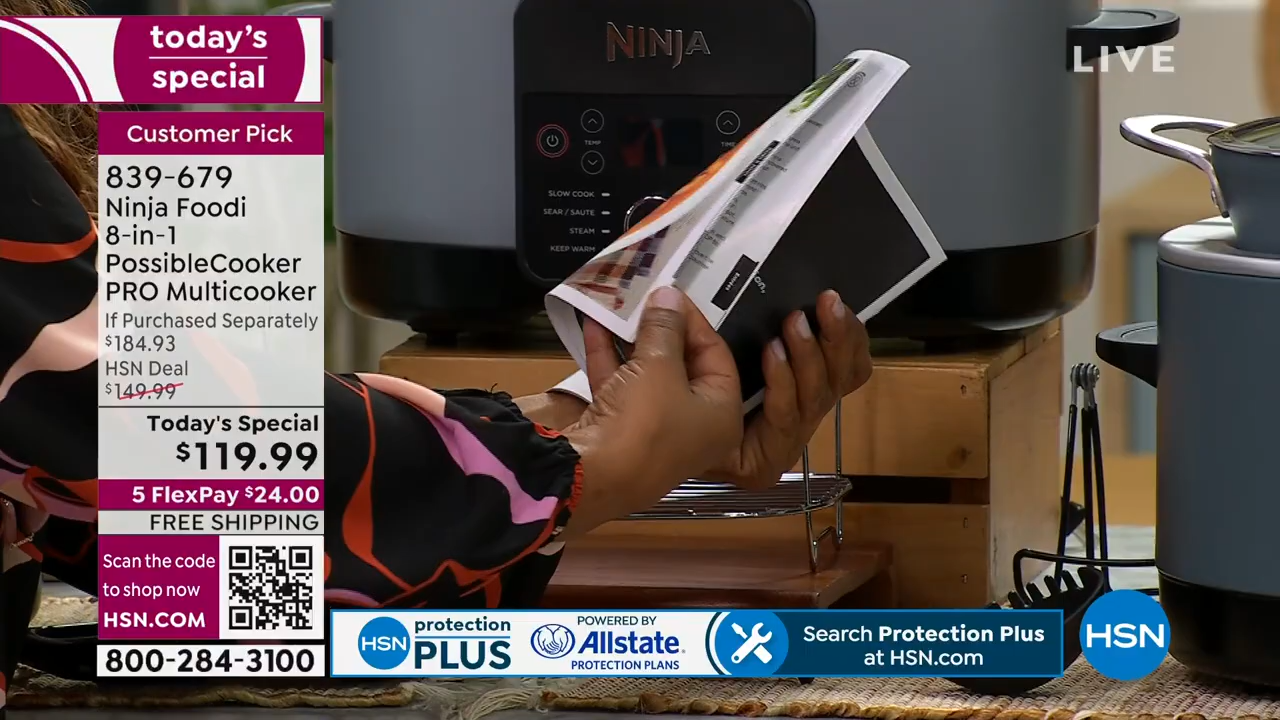 today's
special
Customer Pick
839-679
Ninja Foodi
8-in-1
PossibleCooker
PRO Multicooker
If Purchased Separately
$184.93
HSN Deal
$149.99
Today's Special
$119.99
5 FlexPay $24.00
FREE SHIPPING
Scan the code
to shop now
HSN.COM
800-284-3100
NINJA
LIVE
TEMP
TIME
SLOW COOK
SEAR / SAUTE
STEAM
KEEP WARM
HSN
protection
PLUS
POWERED BY
Allstate
PROTECTION PLANS
Search Protection Plus
at HSN.com
HSN